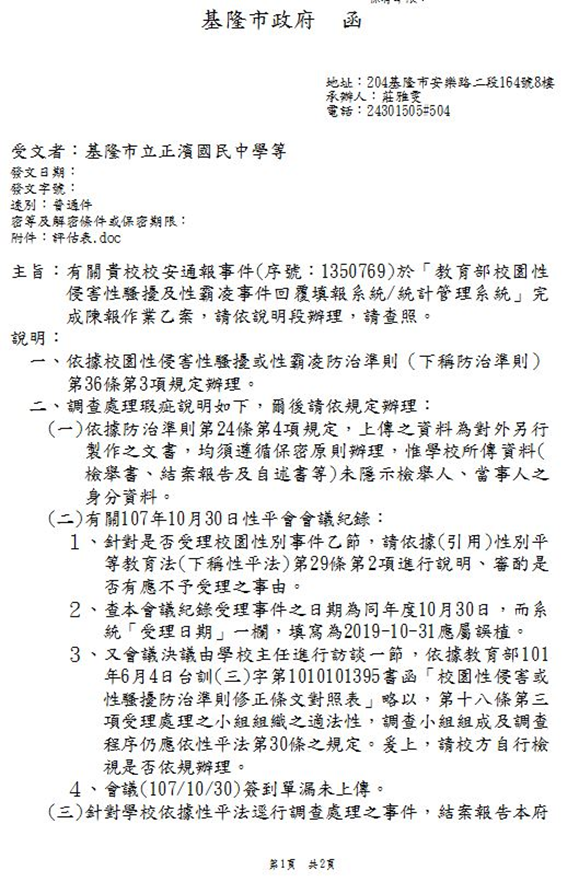 基隆市政府　函
地址：204基隆市安樂路二段164號8樓
承辦人：莊雅雯
電話：24301505#504
受文者：基隆市立正濱國民中學等
發文日期：
發文字號：
速別：普通件
密等及解密條件或保密期限：
附件：評估表.doc
主旨：有關貴校校安通報事件(序號：1350769)於「教育部校園性
侵害性騷擾及性霸凌事件回覆填報系統/統計管理系統」完
成陳報作業乙案，請依說明段辦理，請查照。
說明：
一、依據校園性侵害性騷擾或性霸凌防治準則（下稱防治準則）
第36條第3項規定辦理。
二、調查處理瑕疵說明如下，爾後請依規定辦理：
(一)依據防治準則第24條第4項規定，上傳之資料為對外另行
製作之文書，均須遵循保密原則辦理，惟學校所傳資料(
檢舉書、結案報告及自述書等)未隱示檢舉人、當事人之
身分資料。
(二)有關107年10月30日性平會會議紀錄：
１、針對是否受理校園性別事件乙節，請依據(引用)性別平
等教育法(下稱性平法)第29條第2項進行說明、審酌是
否有應不予受理之事由。
２、查本會議紀錄受理事件之日期為同年度10月30日，而系
統「受理日期」一欄，填寫為2019-10-31應屬誤植。
３、又會議決議由學校主任進行訪談一節，依據教育部101
年6月4日台訓(三)字第1010101395書函「校園性侵害或
性騷擾防治準則修正條文對照表」略以，第十八條第三
項受理處理之小組組織之適法性，調查小組組成及調查
程序仍應依性平法第30條之規定。爰上，請校方自行檢
視是否依規辦理。
４、會議(107/10/30)簽到單漏未上傳。
(三)針對學校依據性平法逕行調查處理之事件，結案報告本府
第1頁　共2頁